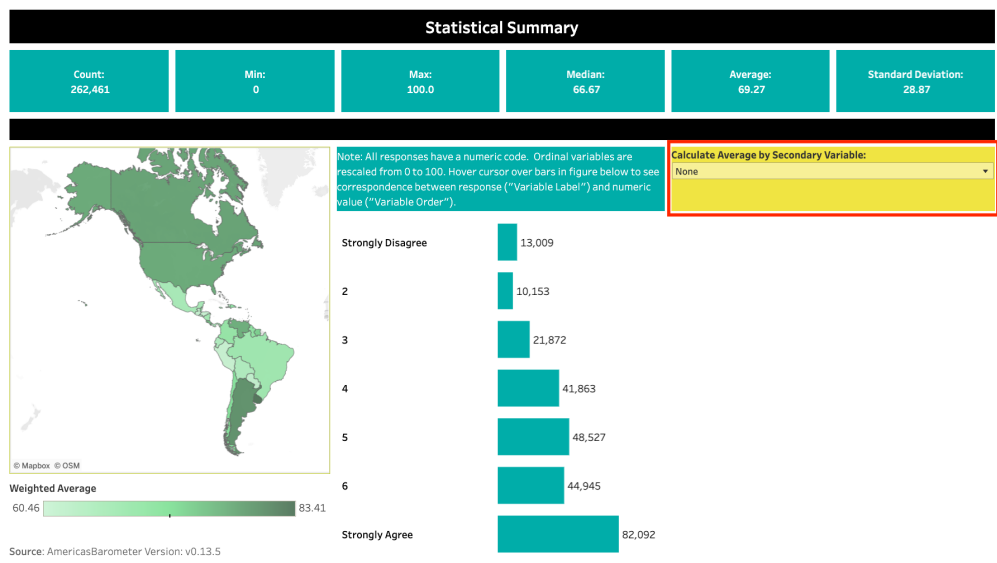 Statistical Summary
Count:
262,461
Min:
0
Max:
100.0
Median:
66.67
Average:
69.27
Standard Deviation:
28.87
Note: All responses have a numeric code.  Ordinal variables are
rescaled from 0 to 100. Hover cursor over bars in figure below to see
correspondence between response ("Variable Label") and numeric
value ("Variable Order").
Calculate Average by Secondary Variable:
None
Strongly Disagree
13,009
2
10,153
3
21,872
4
41,863
5
48,527
6
44,945
Strongly Agree
82,092
© Mapbox © OSM
Weighted Average
60.46
83.41
Source: AmericasBarometer Version: v0.13.5